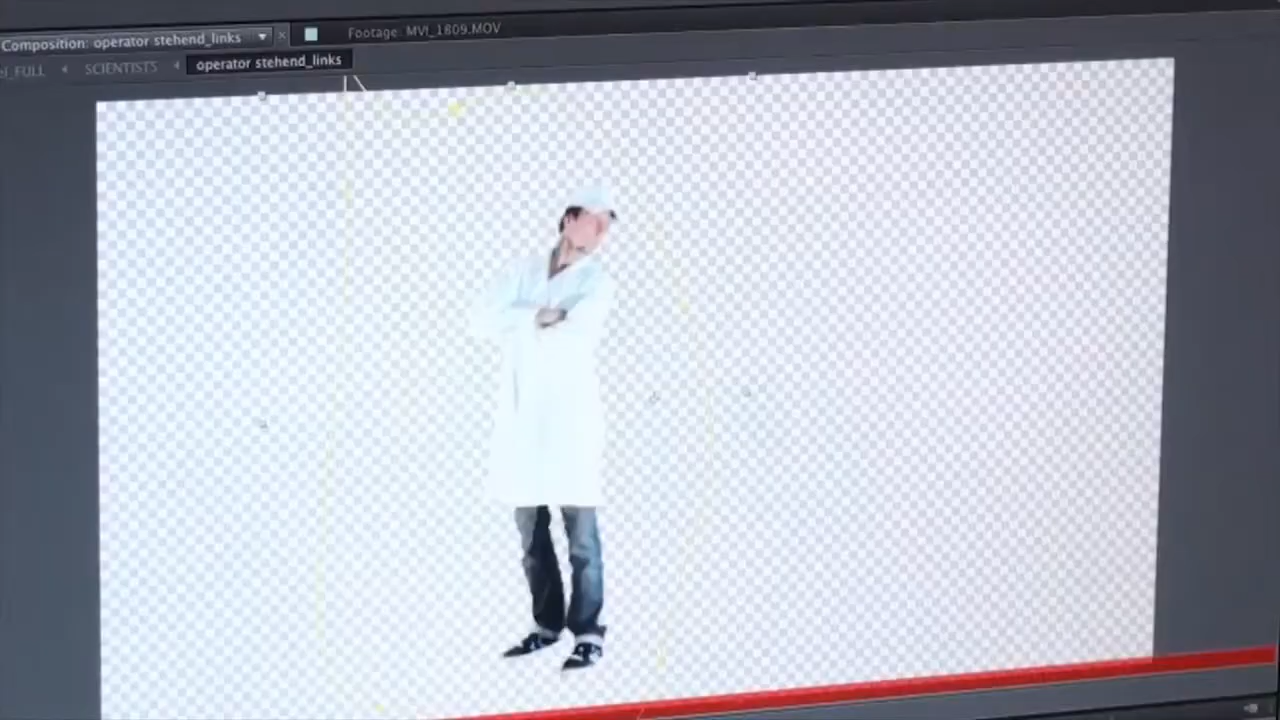 Composition: operator stehend_links
Footage: MVI_1809.MOV
FULL
SCIENTISTS
operator stehend_links